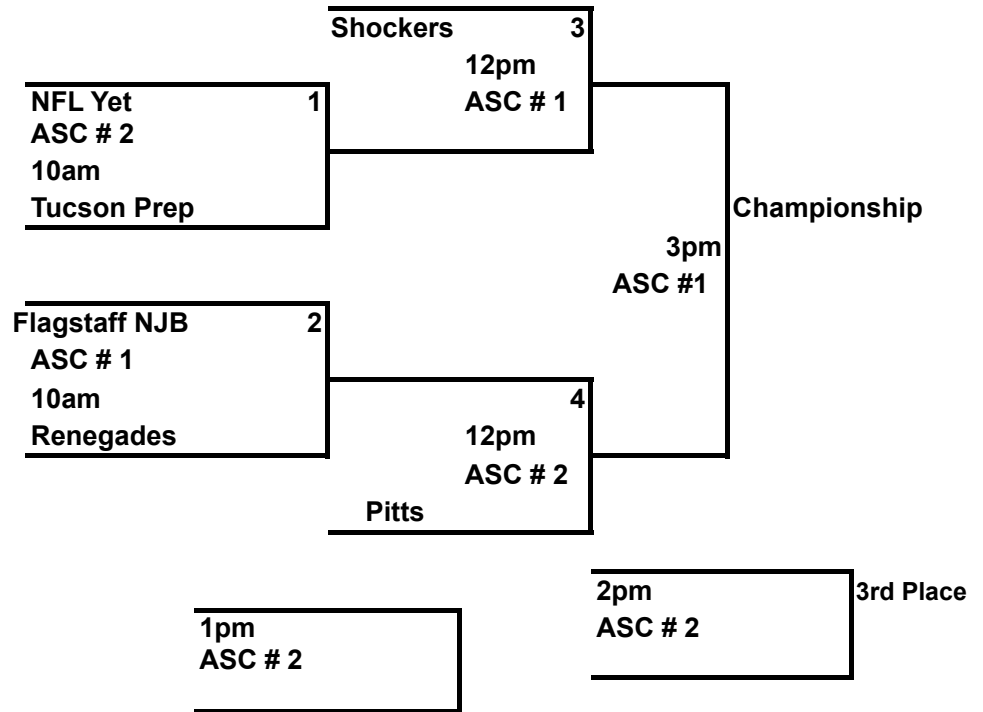 Shockers 3
12pm
ASC # 1
NFL Yet 1
ASC # 2
10am
Tucson Prep
Championship
3pm
ASC #1
Flagstaff NJB 2
ASC # 1
10am
Renegades
4
12pm
ASC # 2
Pitts
2pm
ASC # 2
3rd Place
1pm
ASC # 2